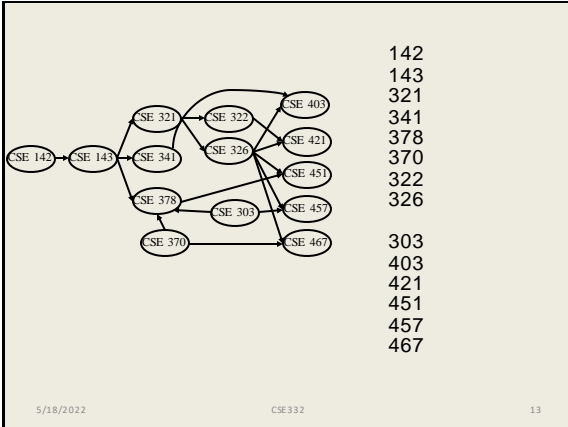 CSE 142
CSE 143
CSE 321
CSE 341
CSE 378
CSE 370
CSE 322
CSE 326
CSE 303
CSE 403
CSE 421
CSE 451
CSE 457
CSE 467
142
143
321
341
378
370
322
326
303
403
421
451
457
467
5/18/2022
CSE332
13